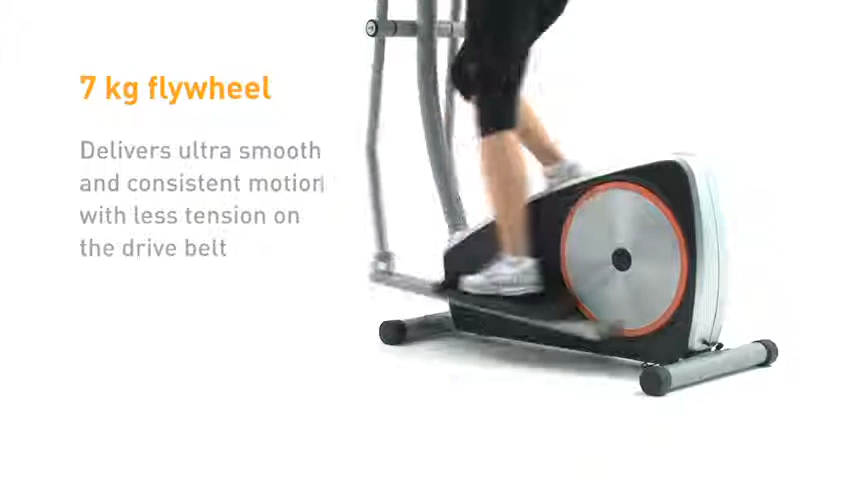 7 kg flywheel
Delivers ultra smooth
and consistent motion
with less tension on
the drive belt